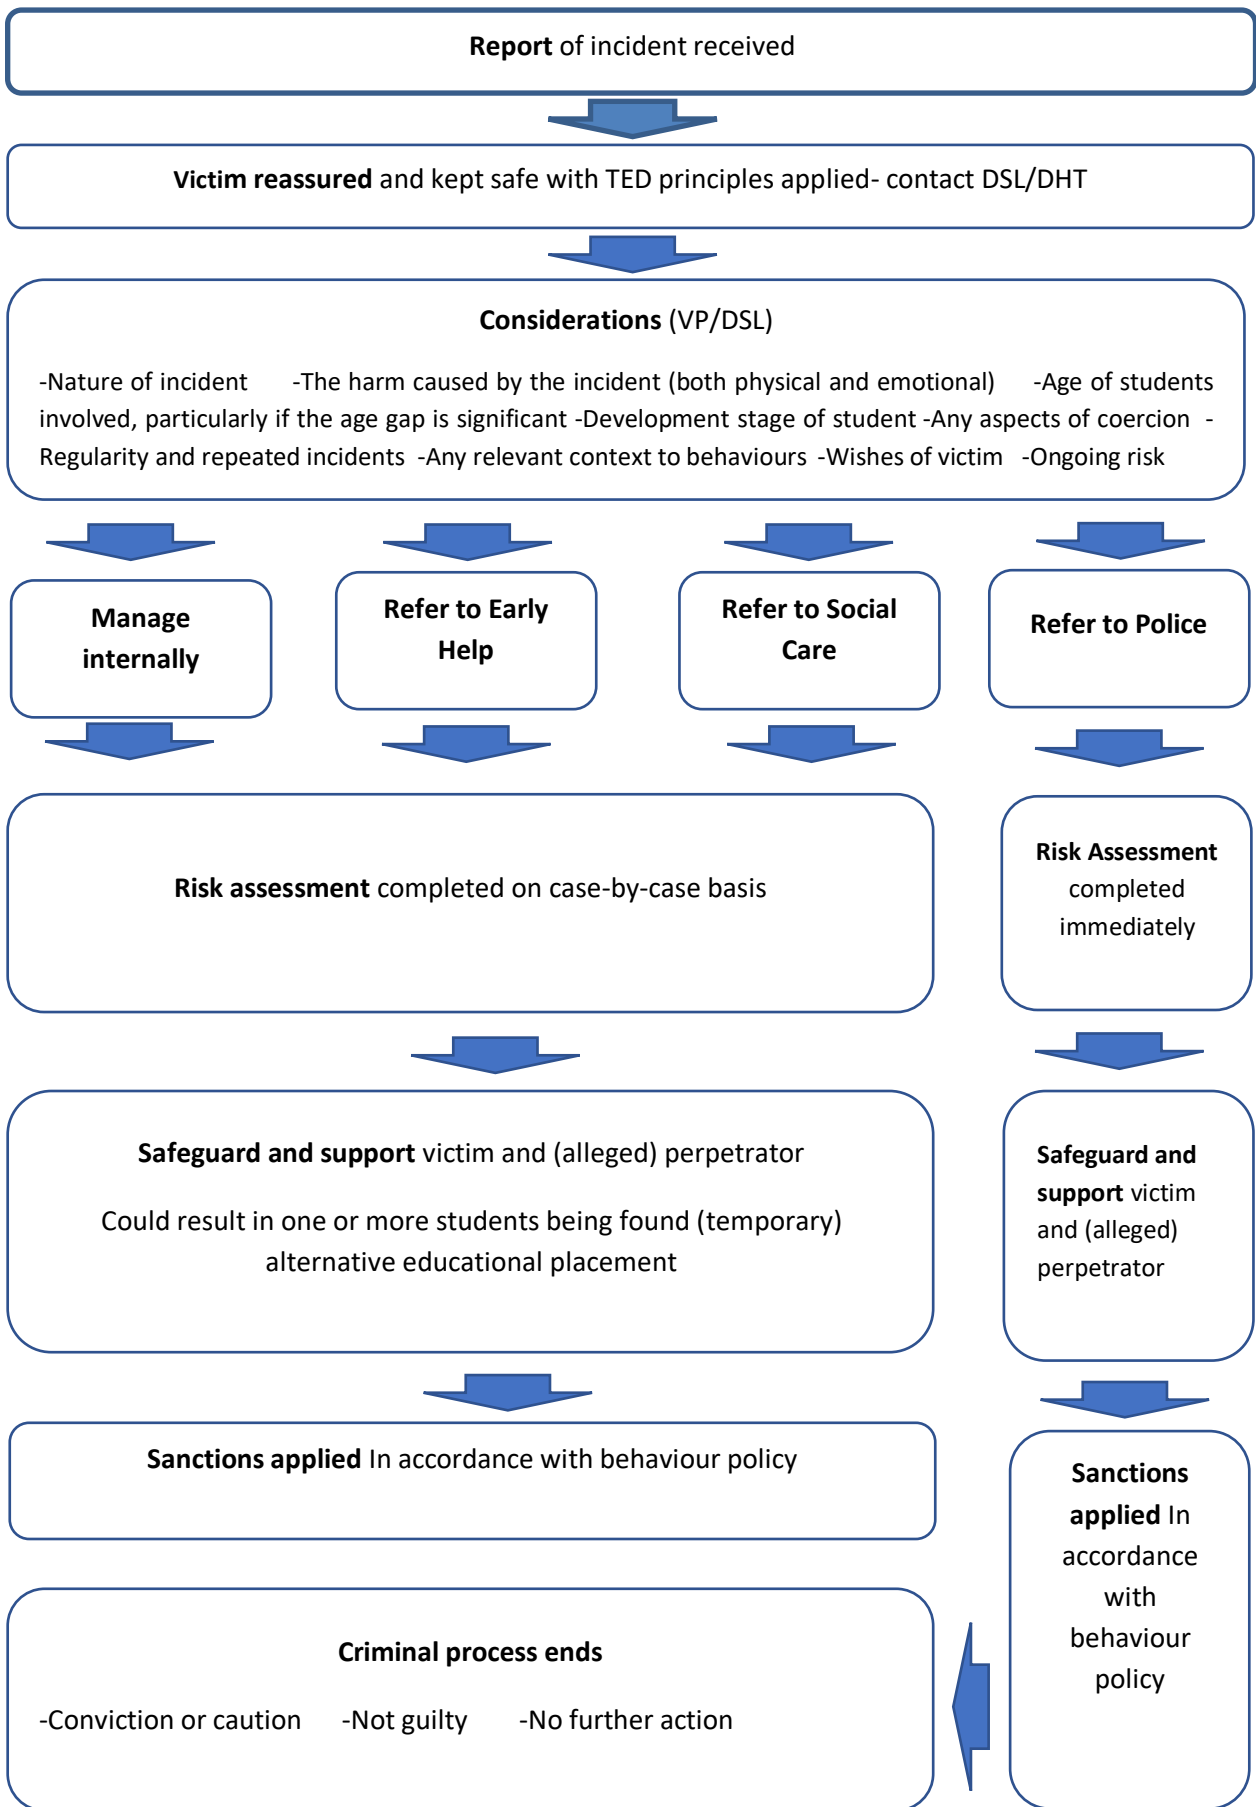 Report of incident received
Victim reassured and kept safe with TED principles applied- contact DSL/DHT
Considerations (VP/DSL)
-Nature of incident -The harm caused by the incident (both physical and emotional) -Age of students
involved, particularly if the age gap is significant -Development stage of student -Any aspects of coercion -
Regularity and repeated incidents -Any relevant context to behaviours -Wishes of victim -Ongoing risk
Manage
internally
Refer to Early
Help
Refer to Social
Care
Refer to Police
Risk assessment completed on case-by-case basis
Risk Assessment
completed
immediately
Safeguard and support victim and (alleged) perpetrator
Could result in one or more students being found (temporary)
alternative educational placement
Safeguard and
support victim
and (alleged)
perpetrator
Sanctions applied In accordance with behaviour policy
Sanctions
applied In
accordance
with
behaviour
policy
Criminal process ends
-Conviction or caution -Not guilty -No further action